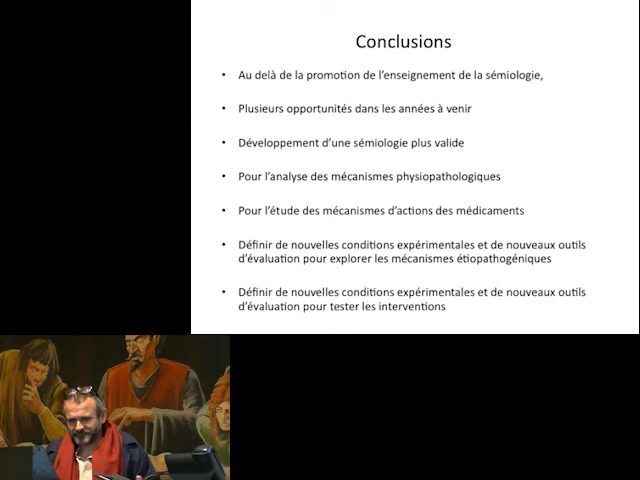 Conclusions
• Au delà de la promotion de l’enseignement de la sémiologie,
• Plusieurs opportunités dans les années à venir
• Développement d’une sémiologie plus valide
• Pour l’analyse des mécanismes physiopathologiques
• Pour l’étude des mécanismes d’actions des médicaments
• Définir de nouvelles conditions expérimentales et de nouveaux outils
d’évaluation pour explorer les mécanismes étiopathogéniques
• Définir de nouvelles conditions expérimentales et de nouveaux outils
d’évaluation pour tester les interventions